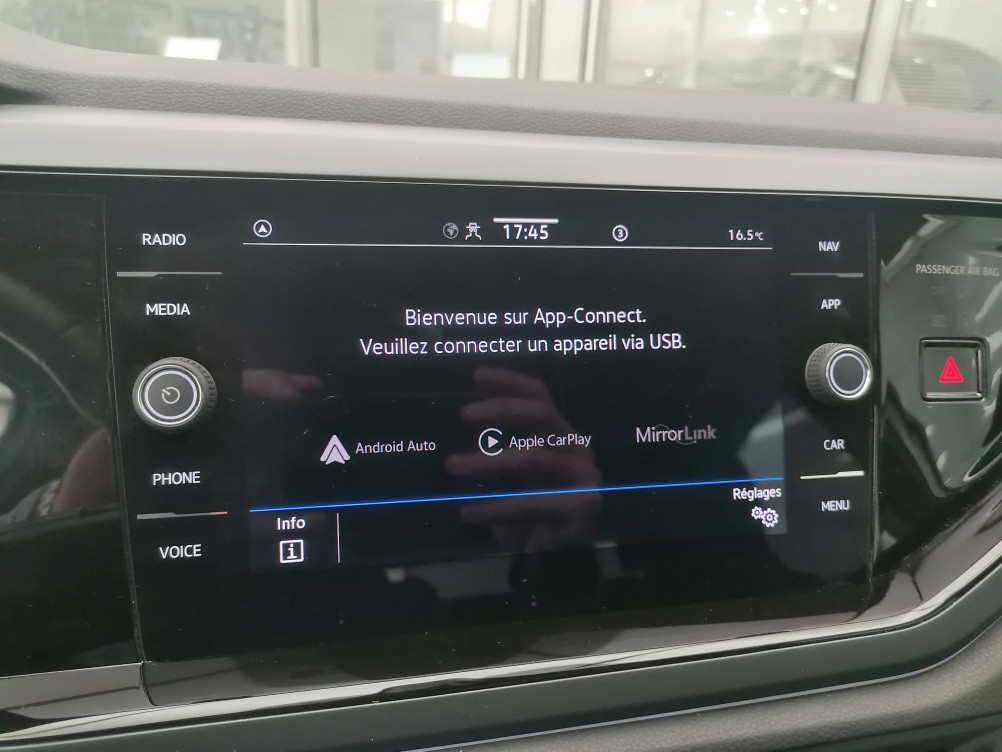 RADIO
MEDIA
PHONE
VOICE
17:45
3
16.5°C
Bienvenue sur App-Connect.
Veuillez connecter un appareil via USB.
Android Auto
Apple CarPlay
MirrorLink
Info
i
Réglages
NAV
APP
CAR
MENU
PASSENGER AIR BAG